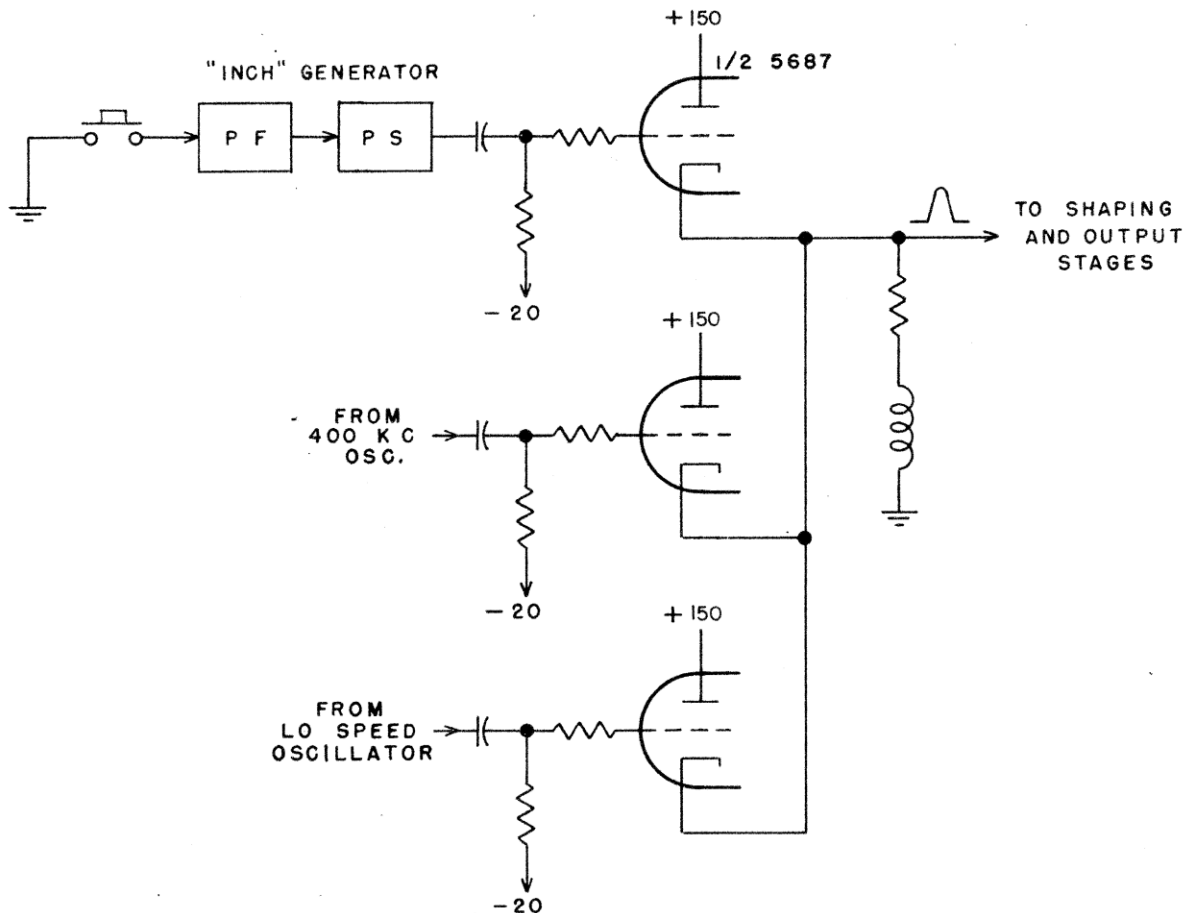 +150
1/2 5687
"INCH" GENERATOR
P F
P S
TO SHAPING
AND OUTPUT
STAGES
-20
+150
FROM
400 KC
OSC.
-20
+150
FROM
LO SPEED
OSCILLATOR
-20